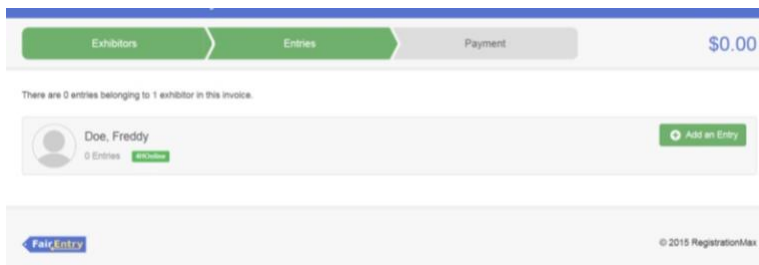 Exhibitors Entries Payment $0.00
There are 0 entries belonging to 1 exhibitor in this invoice.
Doe, Freddy
Add an Entry
0 Entries 4HOnline
FairEntry © 2015 RegistrationMax